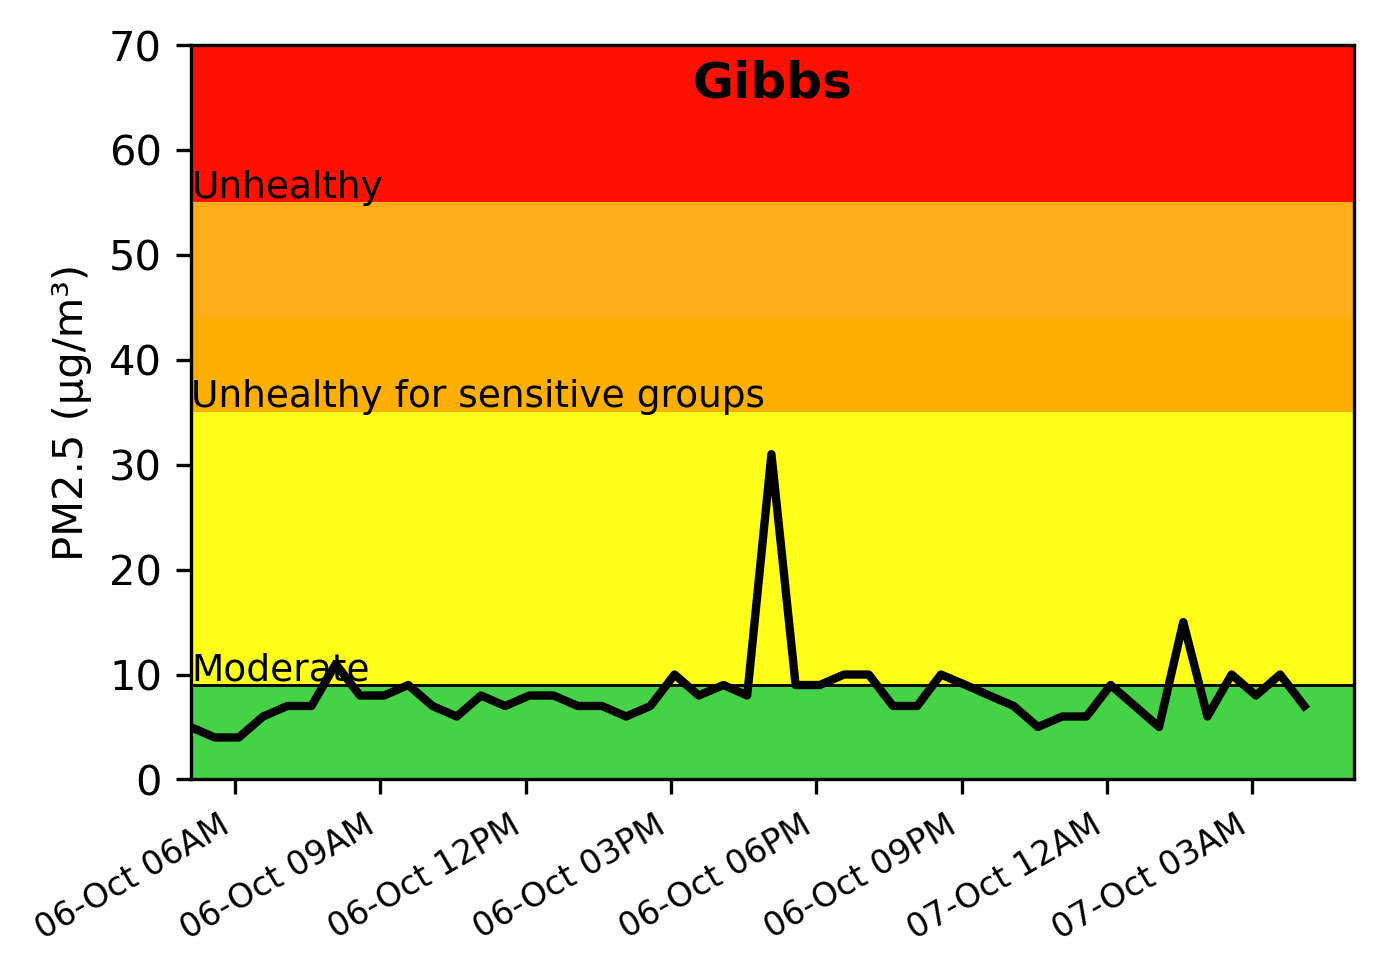 Gibbs
70
60
50
40
30
20
10
0
PM2.5 (µg/m³)
Unhealthy
Unhealthy for sensitive groups
Moderate
06-Oct 06AM
06-Oct 09AM
06-Oct 12PM
06-Oct 03PM
06-Oct 06PM
06-Oct 09PM
07-Oct 12AM
07-Oct 03AM